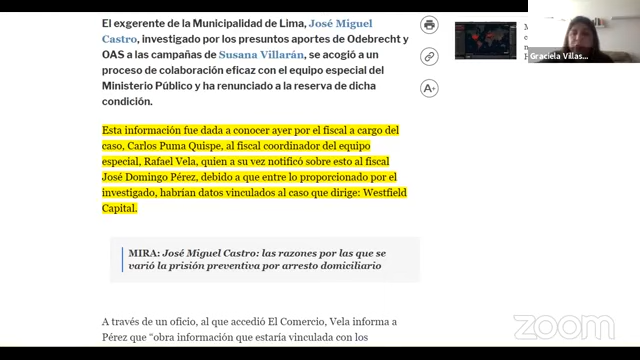 El exgerente de la Municipalidad de Lima, José Miguel
Castro, investigado por los presuntos aportes de Odebrecht y
OAS a las campañas de Susana Villarán, se acogió a un
proceso de colaboración eficaz con el equipo especial del
Ministerio Público y ha renunciado a la reserva de dicha
condición.
Esta información fue dada a conocer ayer por el fiscal a cargo del
caso, Carlos Puma Quispe, al fiscal coordinador del equipo
especial, Rafael Vela, quien a su vez notificó sobre esto al fiscal
José Domingo Pérez, debido a que entre lo proporcionado por el
investigado, habrían datos vinculados al caso que dirige: Westfield
Capital.
MIRA: José Miguel Castro: las razones por las que se
varió la prisión preventiva por arresto domiciliario
A través de un oficio, al que accedió El Comercio, Vela informa a
Pérez que “obra información que estaría vinculada con los
A+
Graciela Villas...
zoom